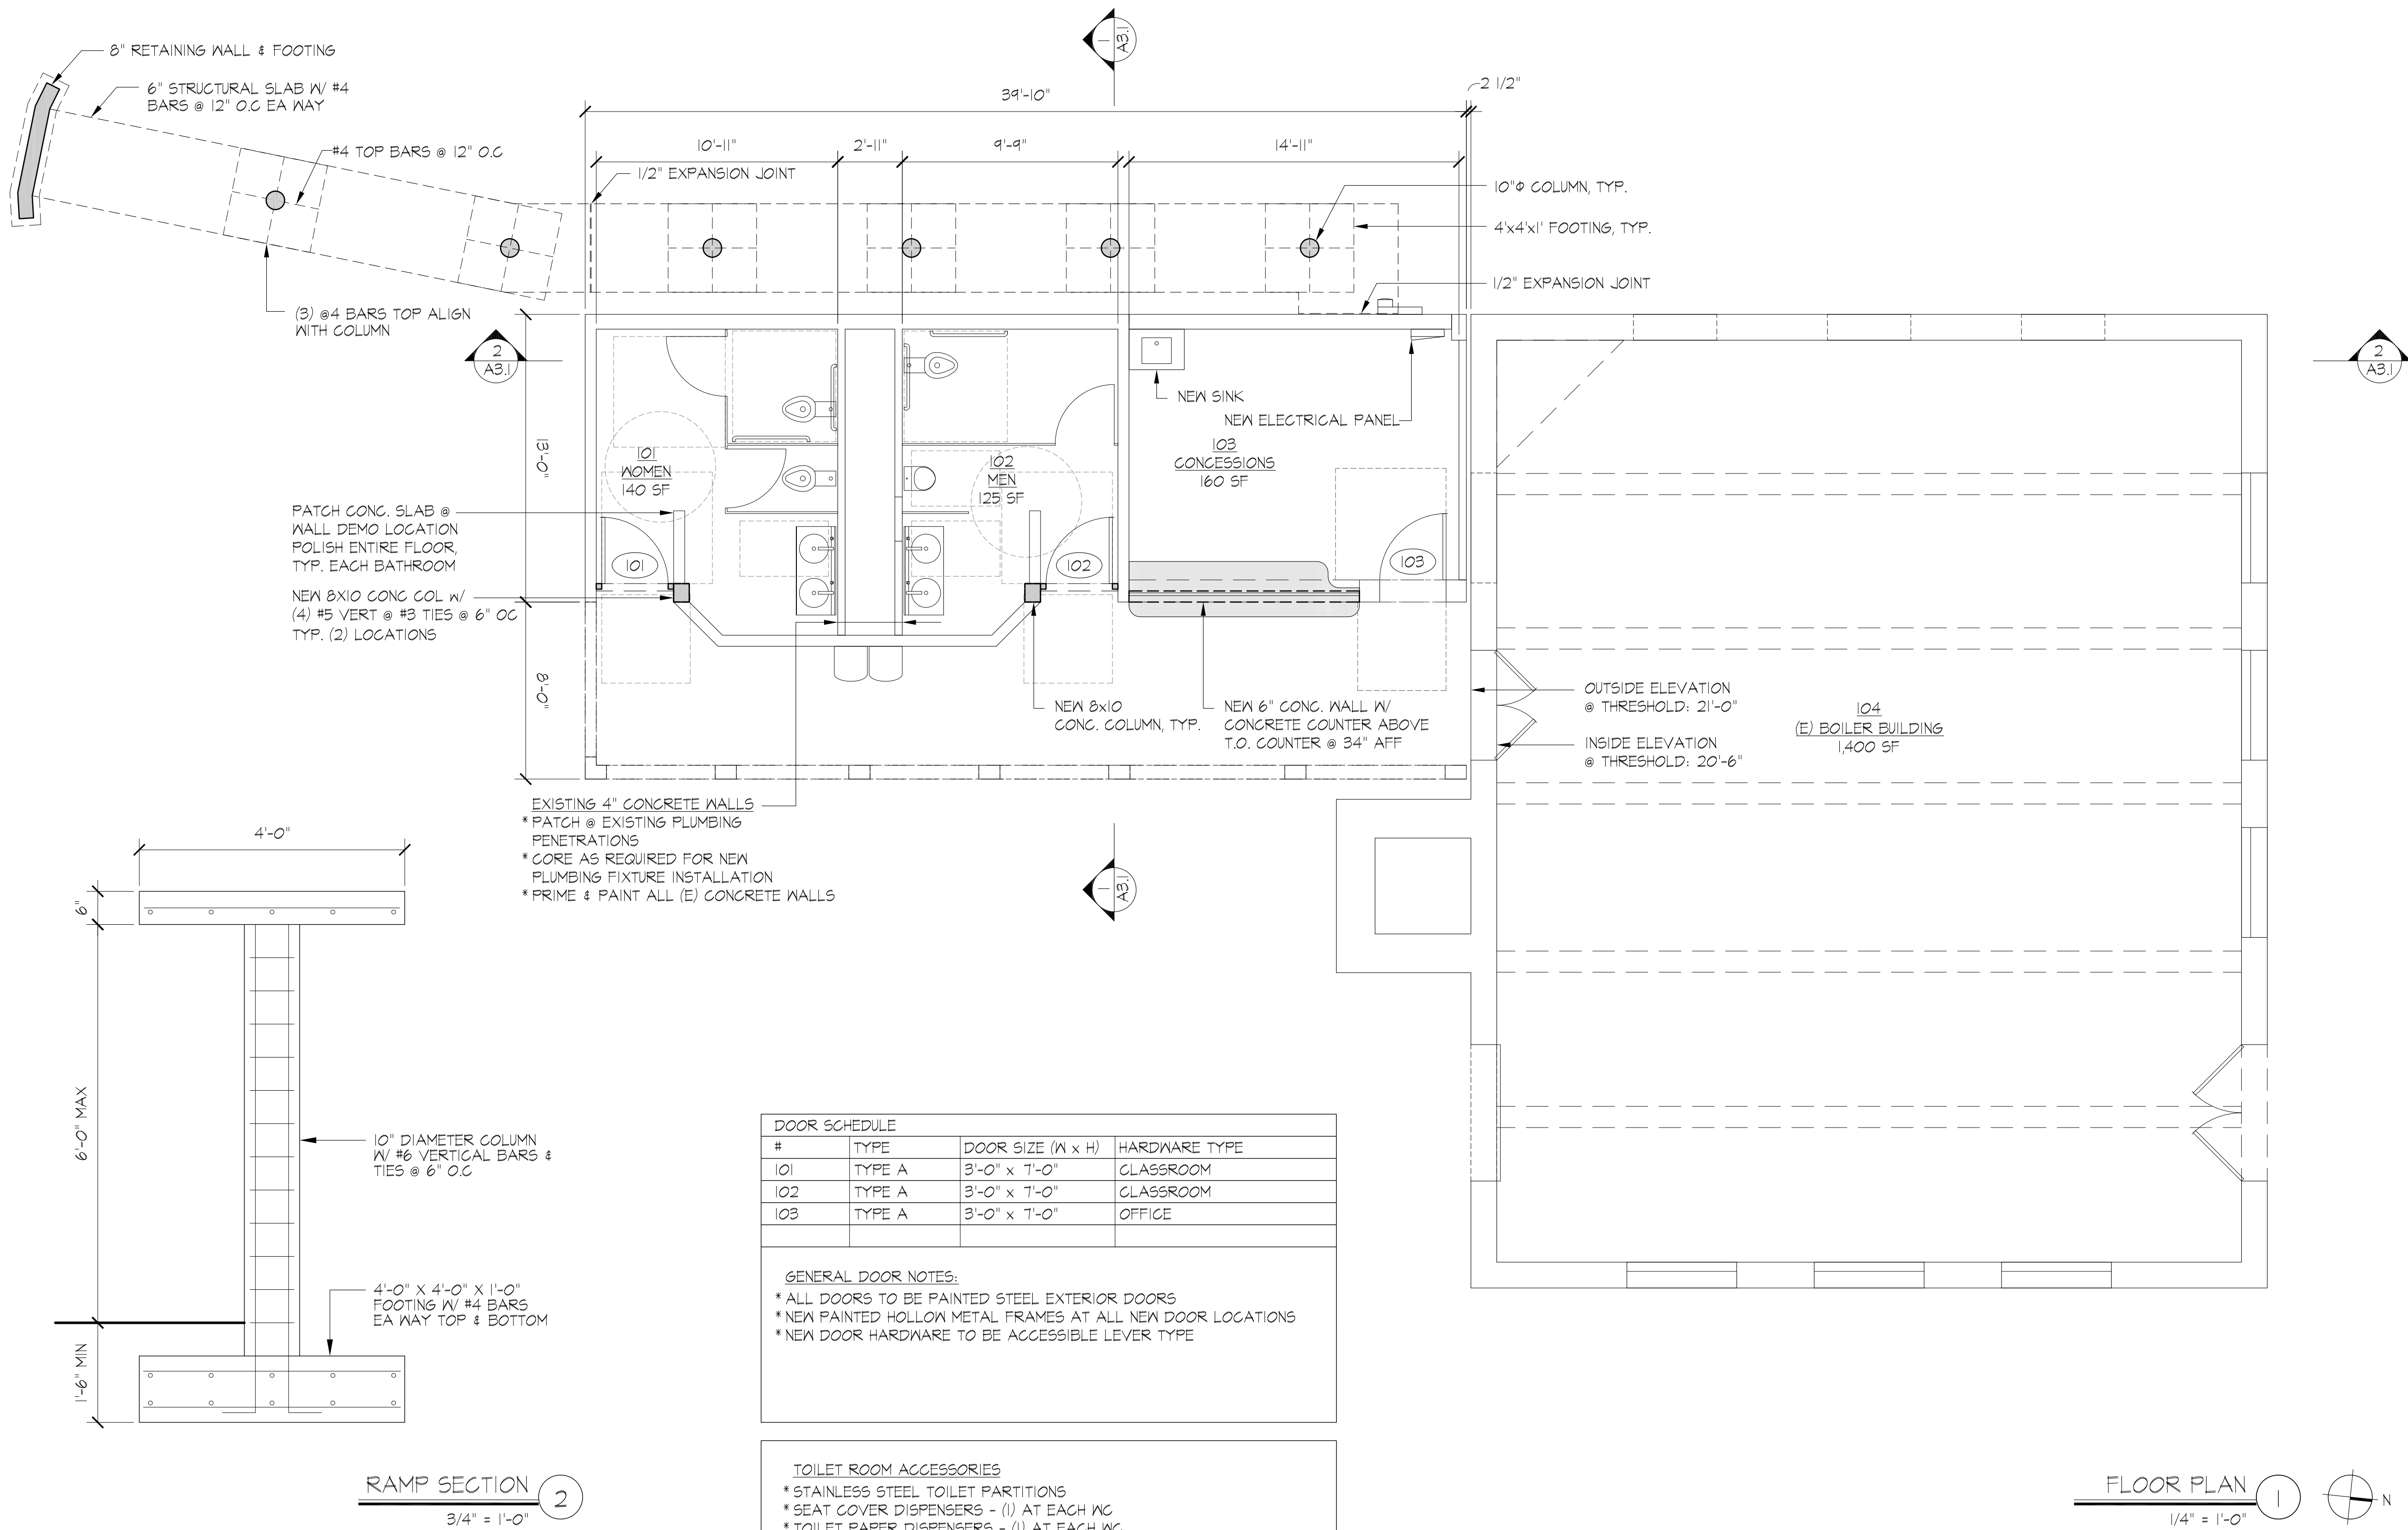 8" RETAINING WALL & FOOTING
6" STRUCTURAL SLAB W/ #4
BARS @ 12" O.C EA WAY
#4 TOP BARS @ 12" O.C
(3) @4 BARS TOP ALIGN
WITH COLUMN
1
A3.1
39'-10"
2 1/2"
10'-11"
2'-11"
9'-9"
14'-11"
1/2" EXPANSION JOINT
10"Φ COLUMN, TYP.
4'x4'x1' FOOTING, TYP.
1/2" EXPANSION JOINT
2
A3.1
2
A3.1
13'-0"
8'-0"
NEW SINK
NEW ELECTRICAL PANEL
101
WOMEN
140 SF
102
MEN
125 SF
103
CONCESSIONS
160 SF
101
102
103
PATCH CONC. SLAB @
WALL DEMO LOCATION
POLISH ENTIRE FLOOR,
TYP. EACH BATHROOM
NEW 8X10 CONC COL W/
(4) #5 VERT @ #3 TIES @ 6" OC
TYP. (2) LOCATIONS
NEW 8x10
CONC. COLUMN, TYP.
NEW 6" CONC. WALL W/
CONCRETE COUNTER ABOVE
T.O. COUNTER @ 34" AFF
OUTSIDE ELEVATION
@ THRESHOLD: 21'-0"
INSIDE ELEVATION
@ THRESHOLD: 20'-6"
104
(E) BOILER BUILDING
1,400 SF
EXISTING 4" CONCRETE WALLS
* PATCH @ EXISTING PLUMBING
PENETRATIONS
* CORE AS REQUIRED FOR NEW
PLUMBING FIXTURE INSTALLATION
* PRIME & PAINT ALL (E) CONCRETE WALLS
1
A3.1
4'-0"
6"
6'-0" MAX
1'-6" MIN
10" DIAMETER COLUMN
W/ #6 VERTICAL BARS &
TIES @ 6" O.C
4'-0" X 4'-0" X 1'-0"
FOOTING W/ #4 BARS
EA WAY TOP & BOTTOM
RAMP SECTION 2
3/4" = 1'-0"
DOOR SCHEDULE
# TYPE DOOR SIZE (W x H) HARDWARE TYPE
101 TYPE A 3'-0" x 7'-0" CLASSROOM
102 TYPE A 3'-0" x 7'-0" CLASSROOM
103 TYPE A 3'-0" x 7'-0" OFFICE
GENERAL DOOR NOTES:
* ALL DOORS TO BE PAINTED STEEL EXTERIOR DOORS
* NEW PAINTED HOLLOW METAL FRAMES AT ALL NEW DOOR LOCATIONS
* NEW DOOR HARDWARE TO BE ACCESSIBLE LEVER TYPE
TOILET ROOM ACCESSORIES
* STAINLESS STEEL TOILET PARTITIONS
* SEAT COVER DISPENSERS - (1) AT EACH WC
* TOILET PAPER DISPENSERS - (1) AT EACH WC
FLOOR PLAN 1
1/4" = 1'-0"
N